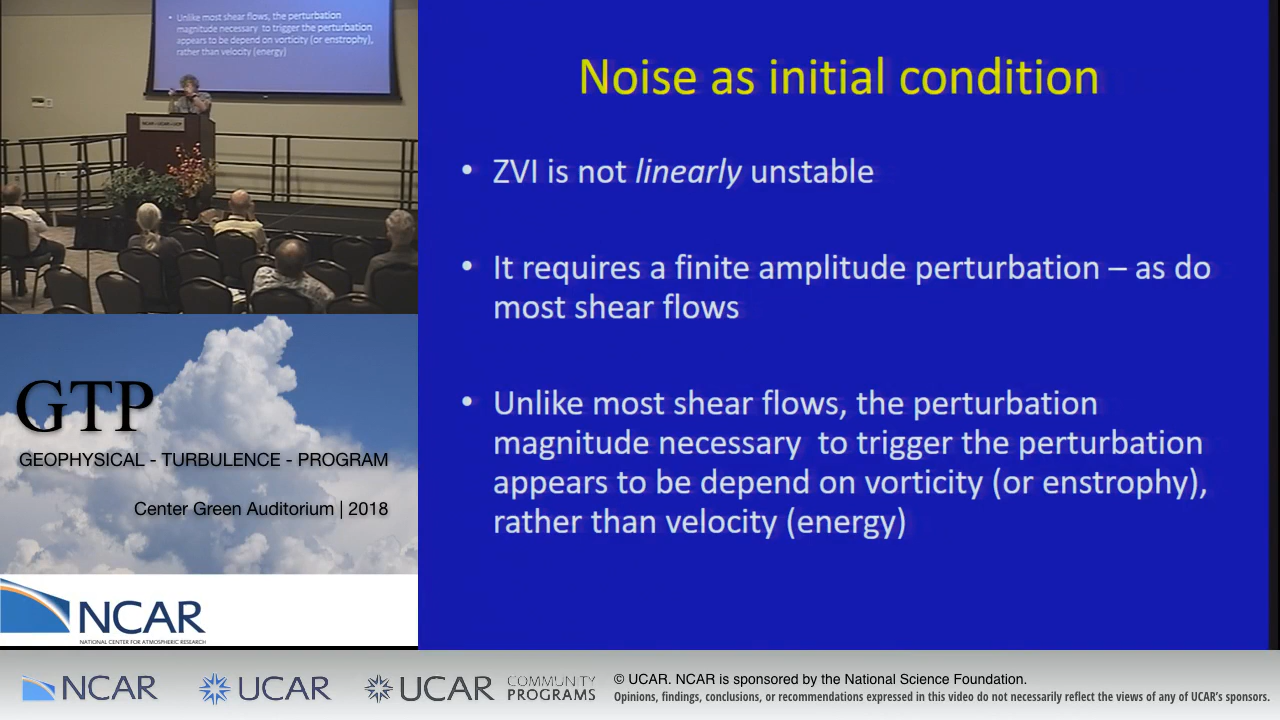 • Unlike most shear flows, the perturbation
magnitude necessary to trigger the perturbation
appears to be depend on vorticity (or enstrophy),
rather than velocity (energy)
NCAR • UCAR • UCP
Noise as initial condition
• ZVI is not linearly unstable
• It requires a finite amplitude perturbation – as do
most shear flows
• Unlike most shear flows, the perturbation
magnitude necessary  to trigger the perturbation
appears to be depend on vorticity (or enstrophy),
rather than velocity (energy)
GTP
GEOPHYSICAL - TURBULENCE - PROGRAM
Center Green Auditorium | 2018
NCAR
NATIONAL CENTER FOR ATMOSPHERIC RESEARCH
NCAR
UCAR
UCAR
COMMUNITY
PROGRAMS
© UCAR. NCAR is sponsored by the National Science Foundation.
Opinions, findings, conclusions, or recommendations expressed in this video do not necessarily reflect the views of any of UCAR's sponsors.